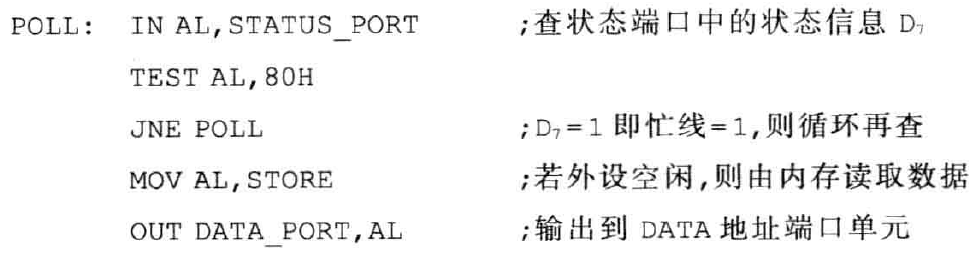 POLL: IN AL,STATUS_PORT ;查状态端口中的状态信息 D₇
TEST AL,80H
JNE POLL ;D₇=1 即忙线=1,则循环再查
MOV AL,STORE ;若外设空闲,则由内存读取数据
OUT DATA_PORT,AL ;输出到 DATA 地址端口单元